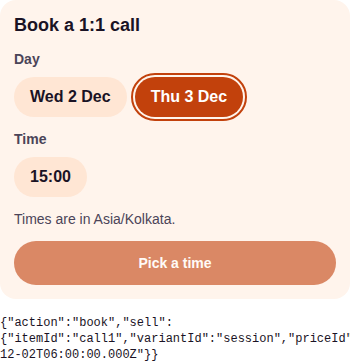 Book a 1:1 call
Day
Wed 2 Dec
Thu 3 Dec
Time
15:00
Times are in Asia/Kolkata.
Pick a time
{"action":"book","sell":
{"itemId":"call1","variantId":"session","priceId"
12-02T06:00:00.000Z"}}